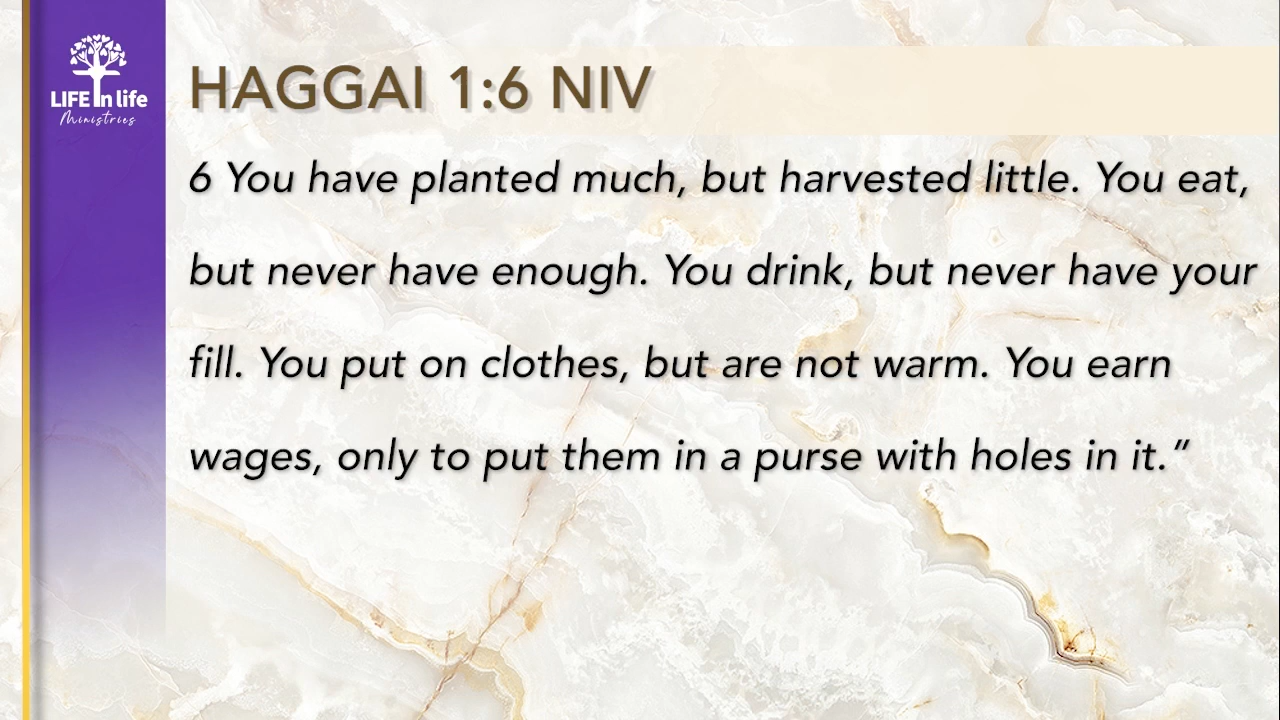 LIFE in life
Ministries
HAGGAI 1:6 NIV
6 You have planted much, but harvested little. You eat,
but never have enough. You drink, but never have your
fill. You put on clothes, but are not warm. You earn
wages, only to put them in a purse with holes in it.”